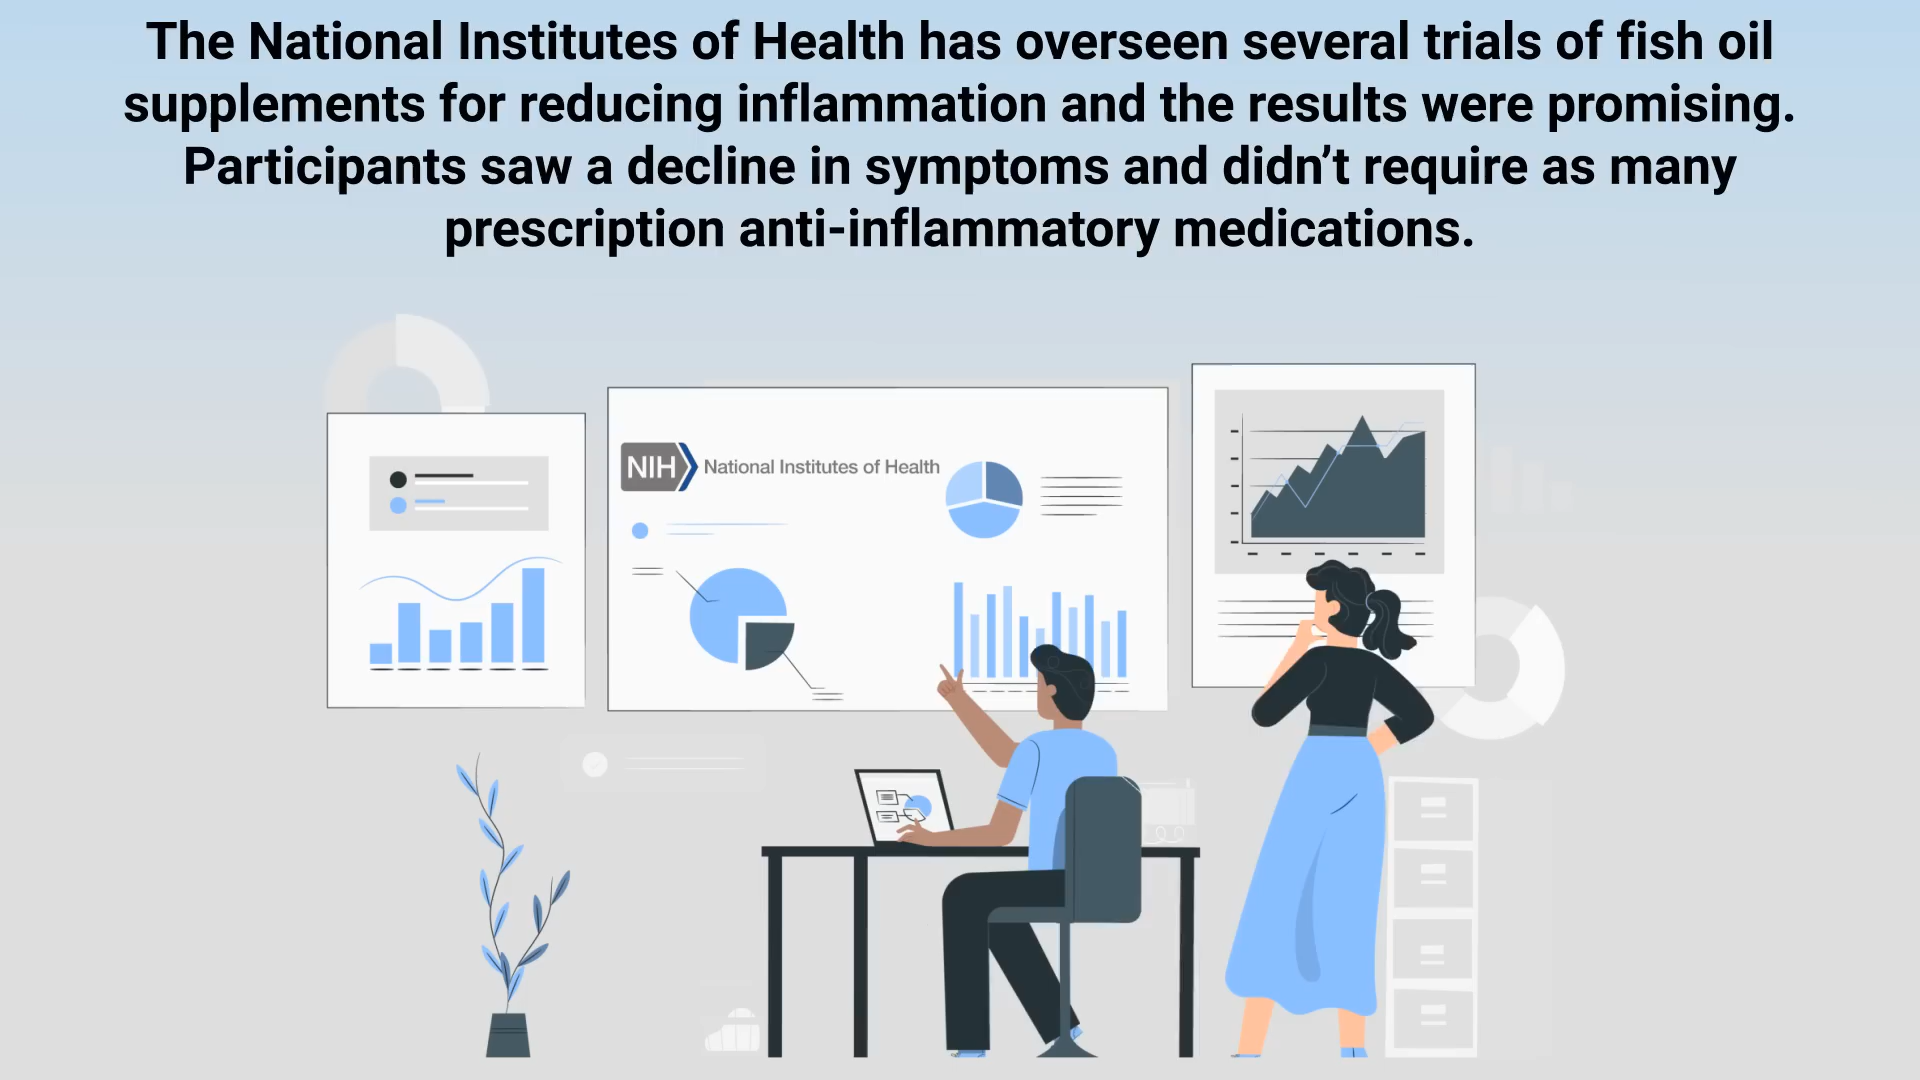 The National Institutes of Health has overseen several trials of fish oil
supplements for reducing inflammation and the results were promising.
Participants saw a decline in symptoms and didn’t require as many
prescription anti-inflammatory medications.
NIH National Institutes of Health